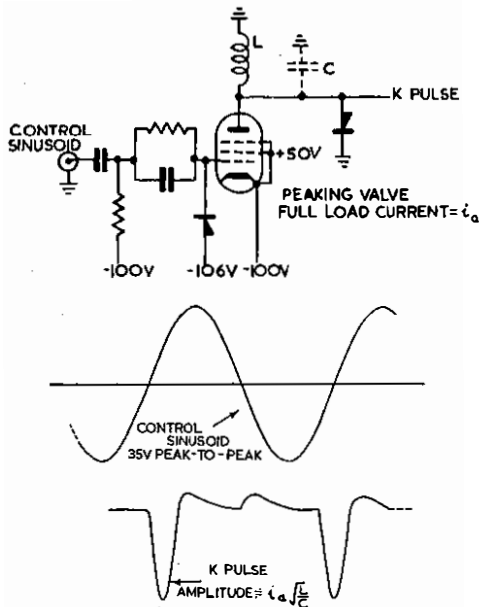 L
C
K PULSE
CONTROL
SINUSOID
+50V
PEAKING VALVE
FULL LOAD CURRENT = ia
-100V
-106V
-100V
CONTROL
SINUSOID
35V PEAK-TO-PEAK
K PULSE
AMPLITUDE ≑ ia√L/C